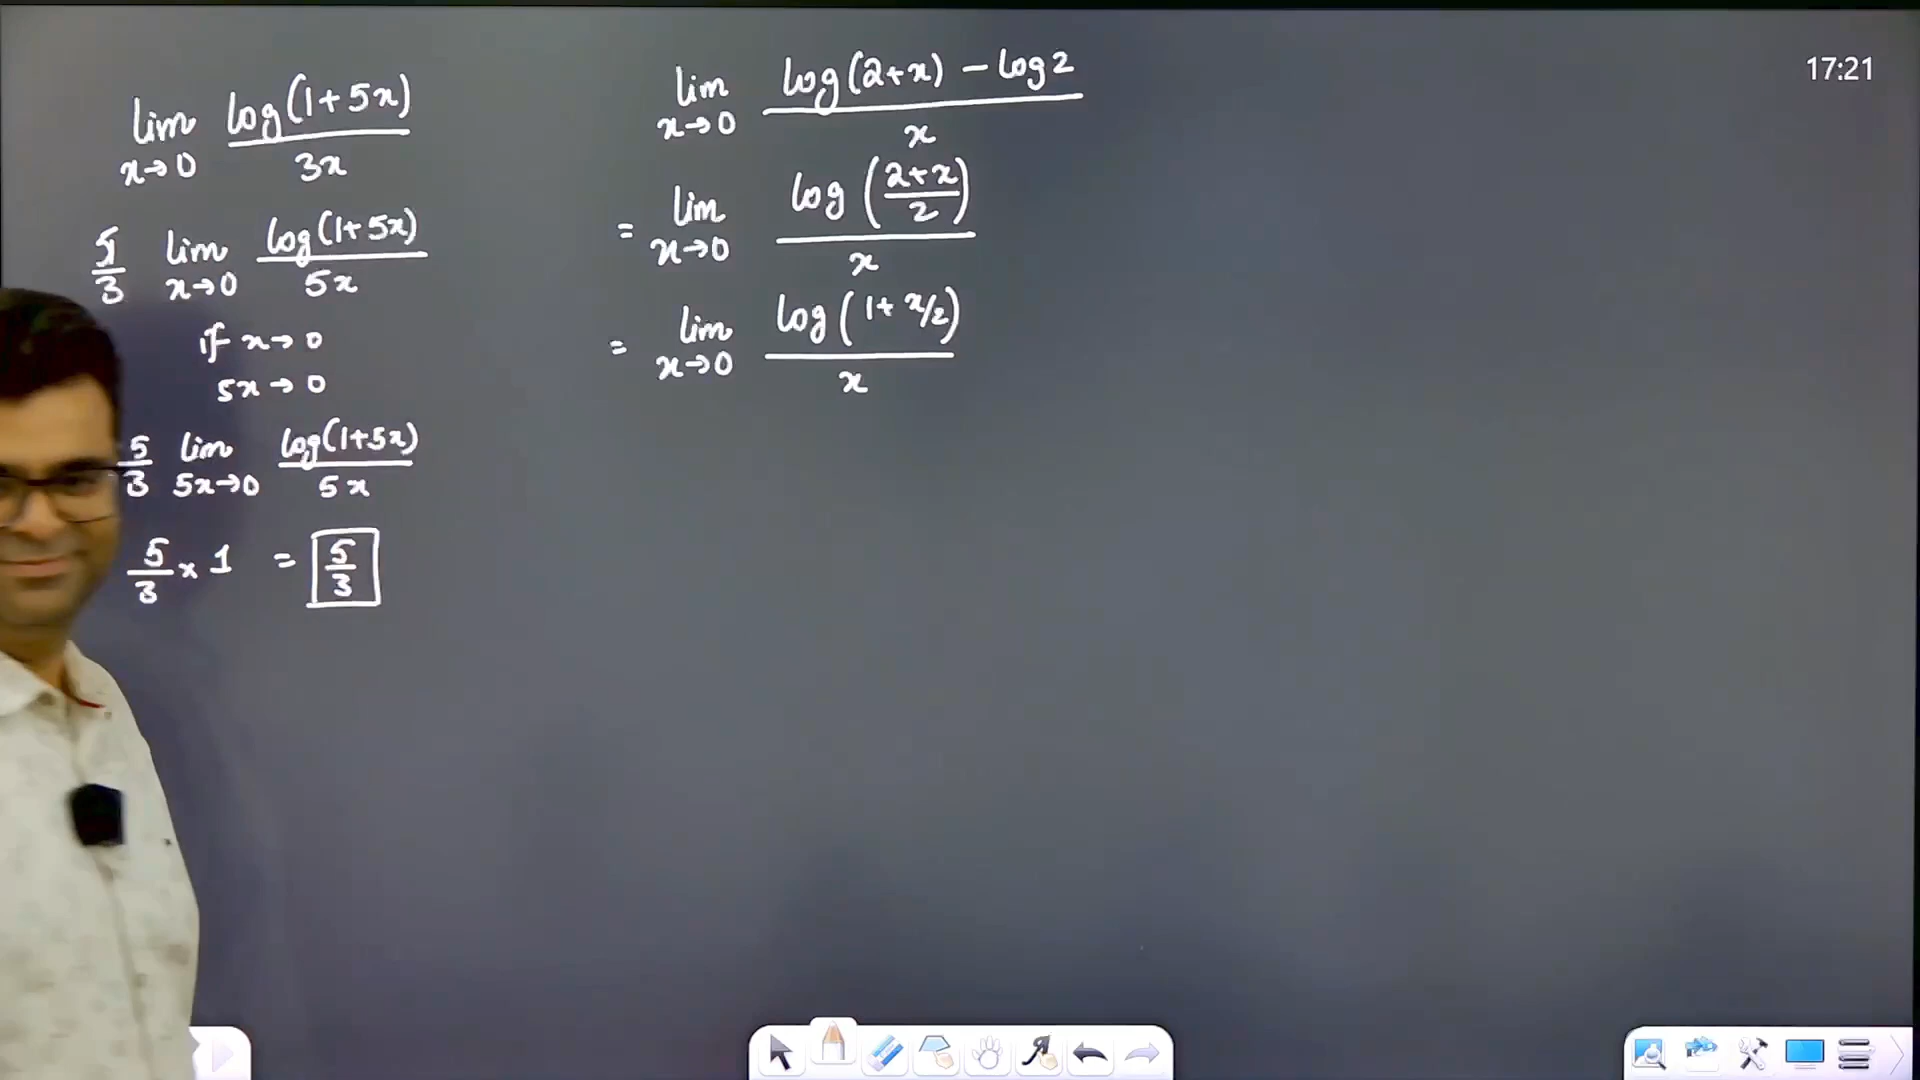 lim x→0 log(1+5x) / 3x
5/3 lim x→0 log(1+5x) / 5x
if x→0
5x→0
5/3 lim 5x→0 log(1+5x) / 5x
5/3 × 1 = 5/3
lim x→0 log(2+x) − log2 / x
= lim x→0 log((2+x)/2) / x
= lim x→0 log(1+x/2) / x
17:21